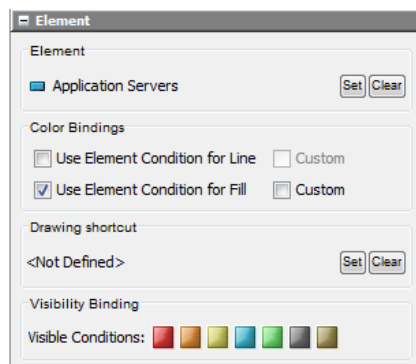 Element
Element
Application Servers Set Clear
Color Bindings
Use Element Condition for Line Custom
Use Element Condition for Fill Custom
Drawing shortcut
<Not Defined> Set Clear
Visibility Binding
Visible Conditions: